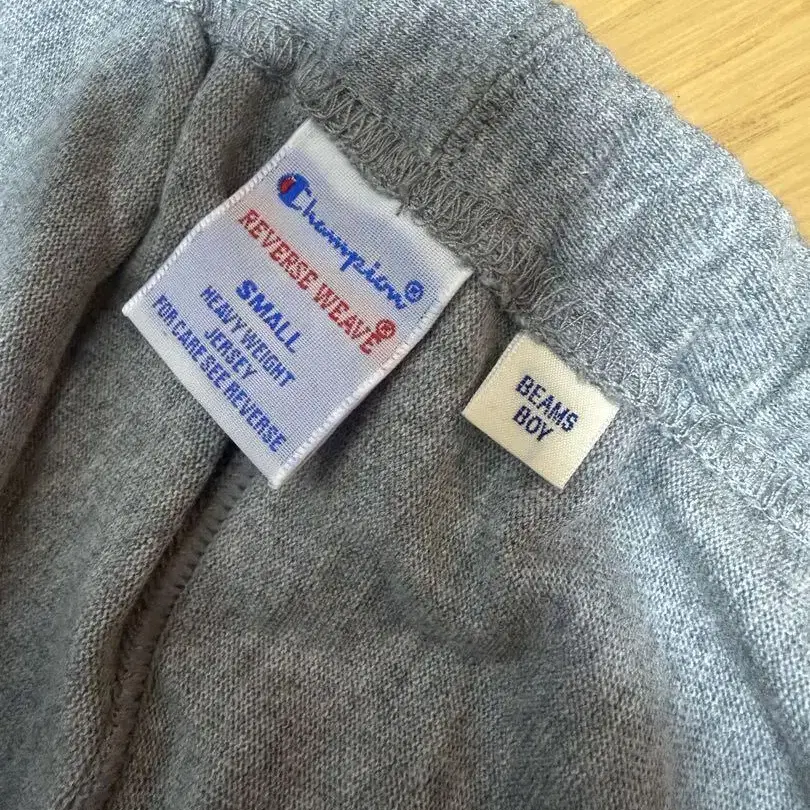 Champion®
REVERSE WEAVE®
SMALL
HEAVY WEIGHT
JERSEY
FOR CARE SEE REVERSE
BEAMS
BOY